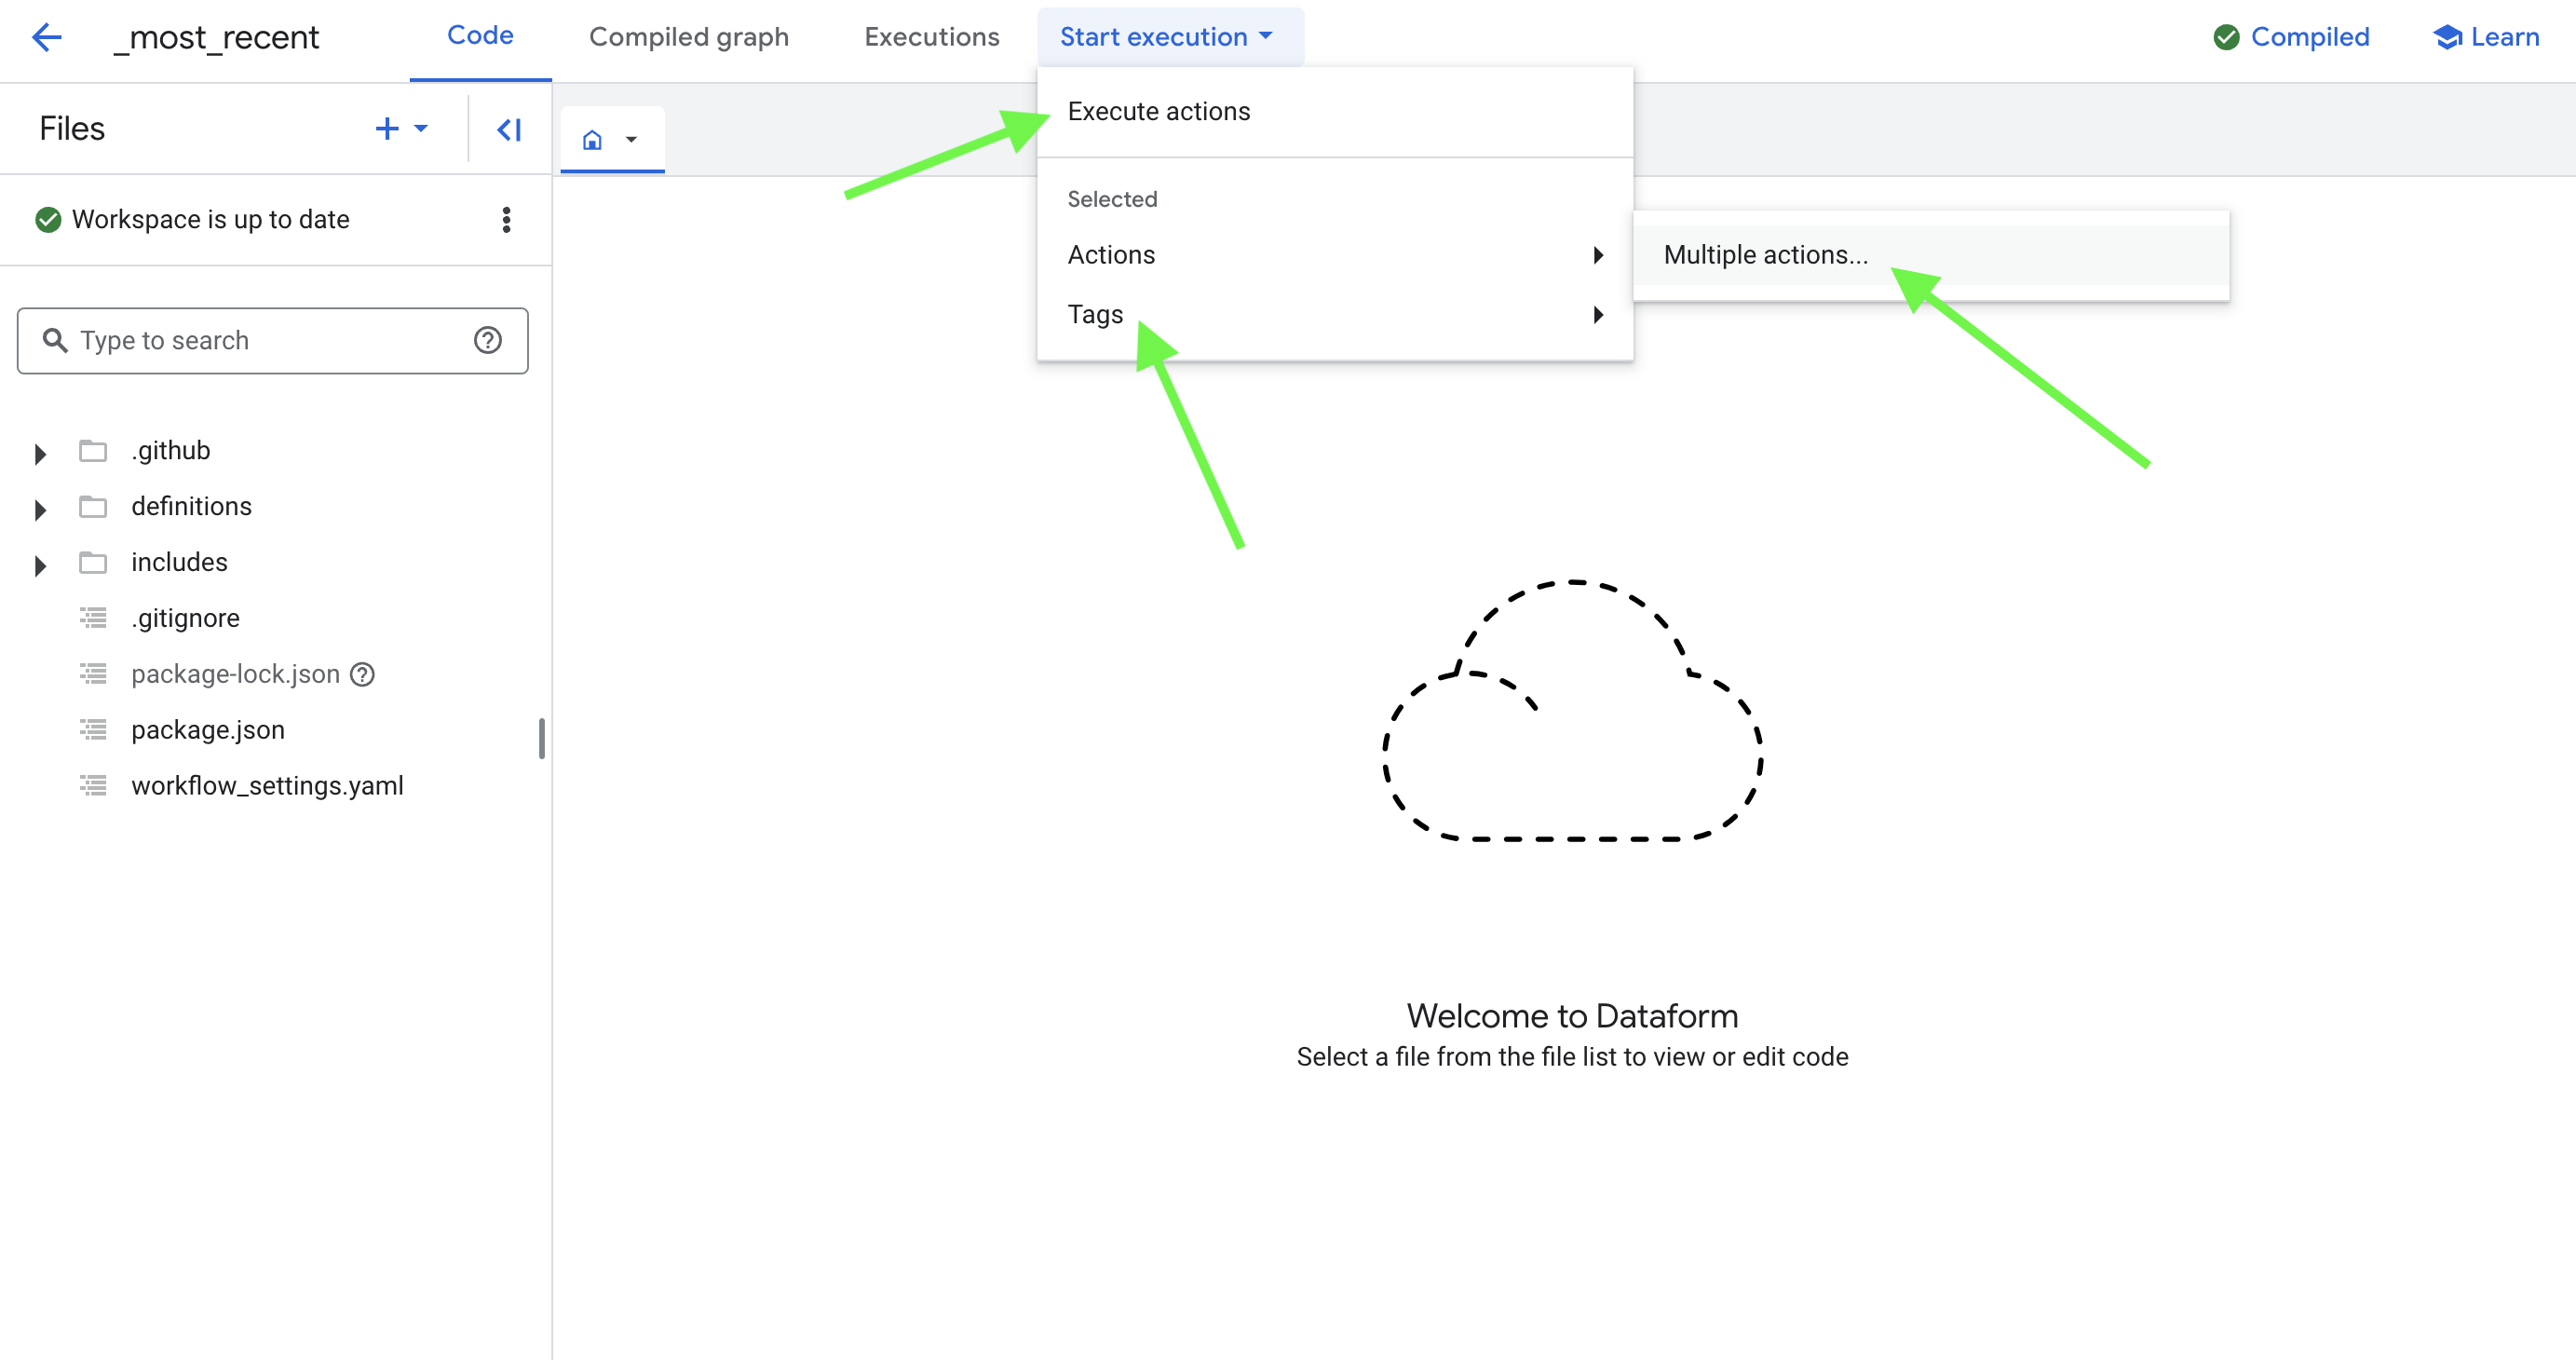 _most_recent
Code
Compiled graph
Executions
Start execution
Compiled
Learn
Files
Execute actions
Workspace is up to date
Selected
Actions
Multiple actions...
Tags
Type to search
.github
definitions
includes
.gitignore
package-lock.json
package.json
workflow_settings.yaml
Welcome to Dataform
Select a file from the file list to view or edit code